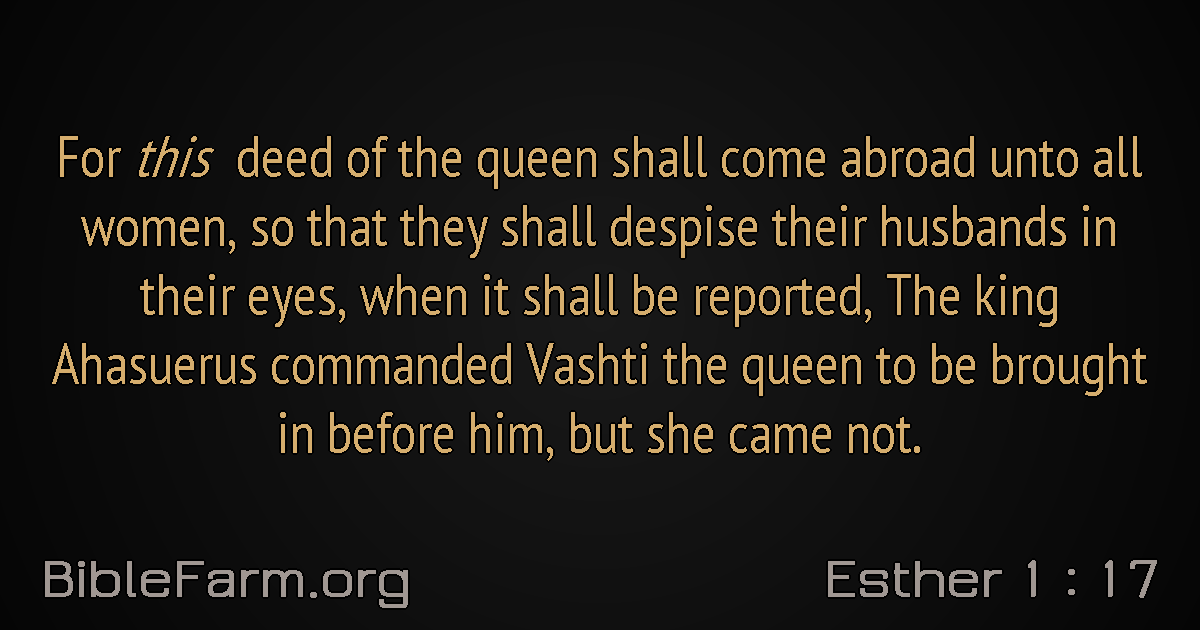 For this deed of the queen shall come abroad unto all
women, so that they shall despise their husbands in
their eyes, when it shall be reported, The king
Ahasuerus commanded Vashti the queen to be brought
in before him, but she came not.
BibleFarm.org
Esther 1 : 17